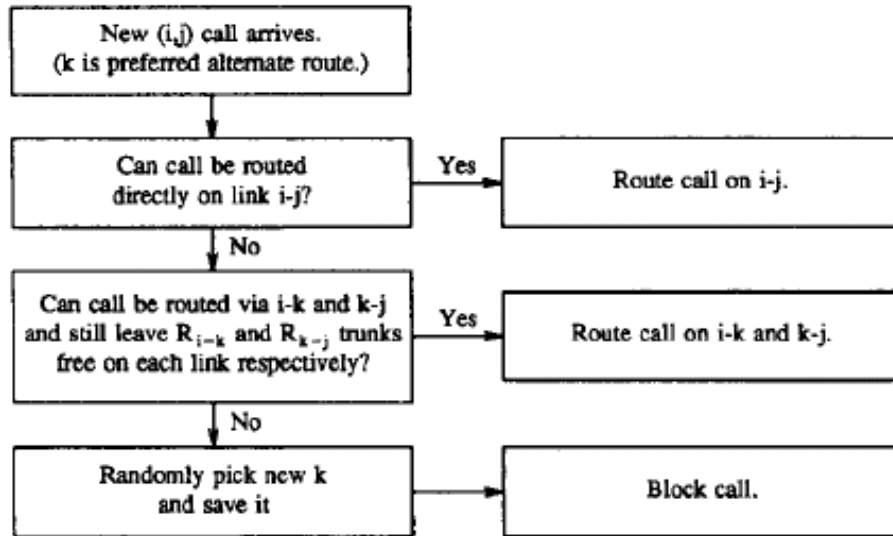 New (i,j) call arrives.
(k is preferred alternate route.)
Can call be routed
directly on link i-j?
Yes
Route call on i-j.
No
Can call be routed via i-k and k-j
and still leave R_{i-k} and R_{k-j} trunks
free on each link respectively?
Yes
Route call on i-k and k-j.
No
Randomly pick new k
and save it
Block call.